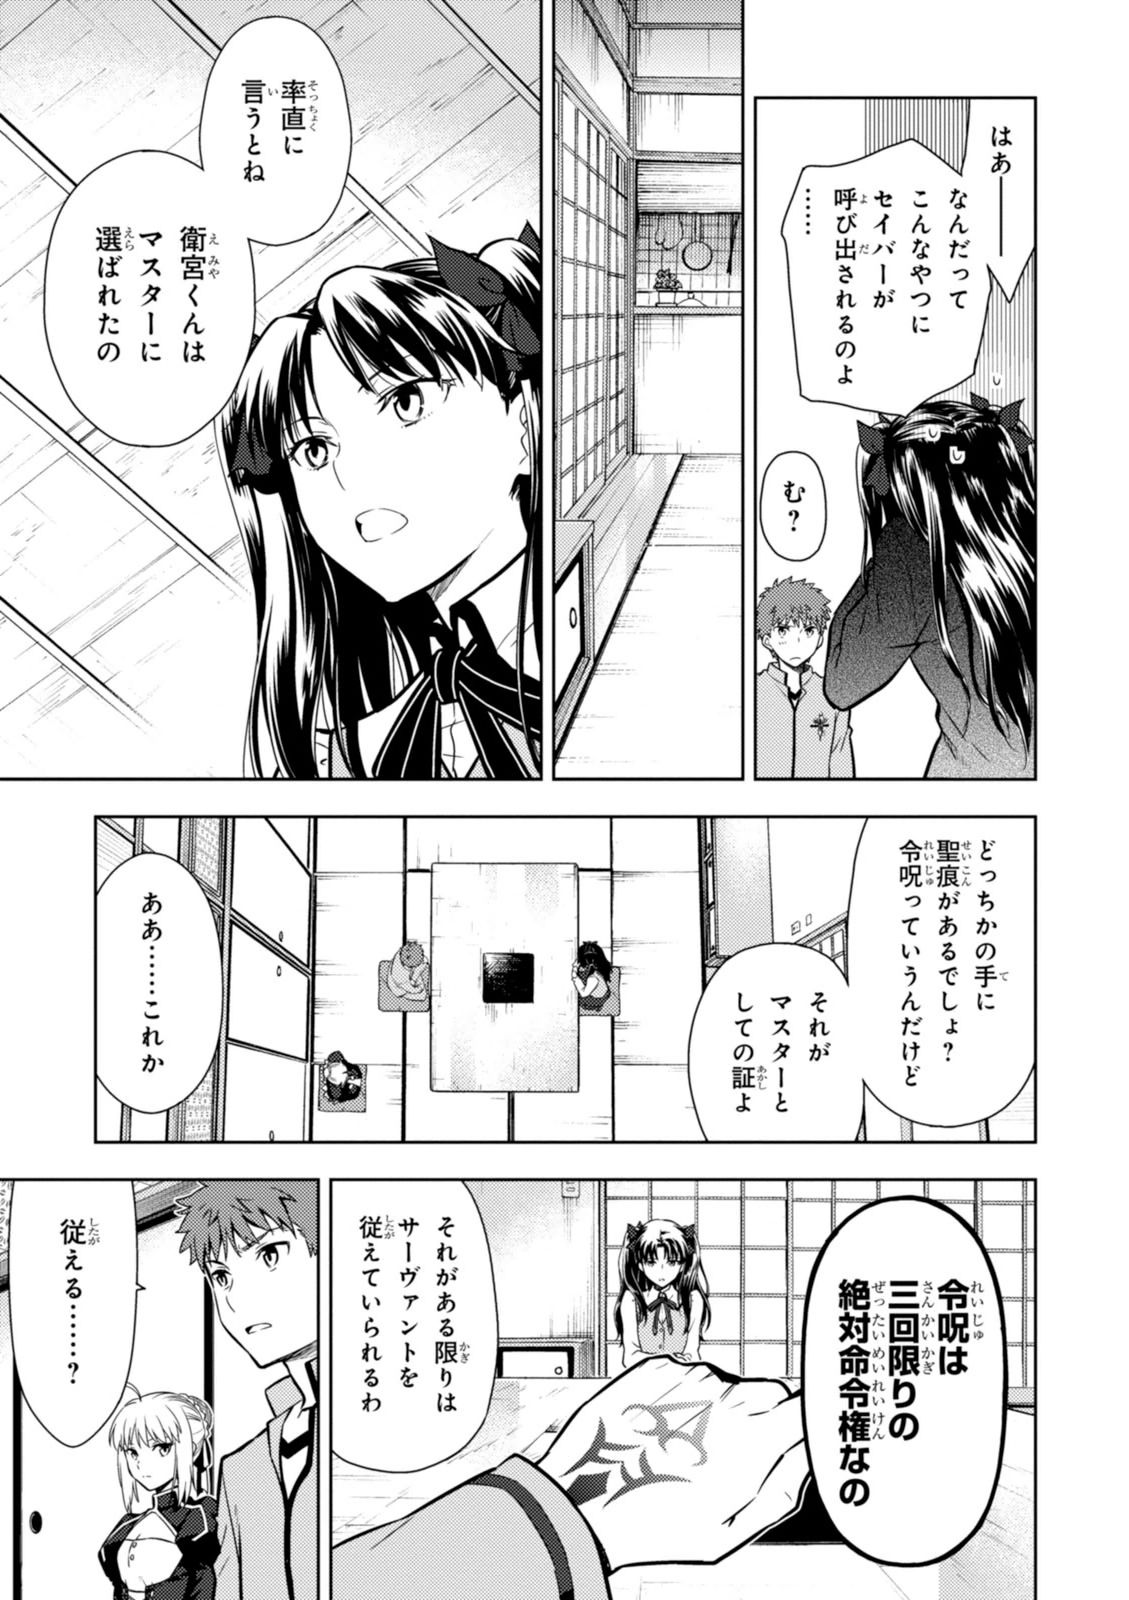 はあ——
なんだって
こんなやつに
セイバーが
呼び出されるのよ
……
む？
率直に
言うとね
衛宮くんは
マスターに
選ばれたの
どっちかの手に
聖痕があるでしょ？
令呪っていうんだけど
それが
マスターと
しての証よ
ああ……これか
令呪は
三回限りの
絶対命令権なの
それがある限りは
サーヴァントを
従えていられるわ
従える……？